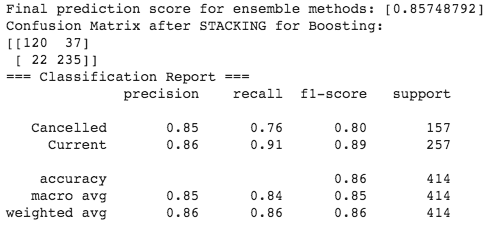 Final prediction score for ensemble methods: [0.85748792]
Confusion Matrix after STACKING for Boosting:
[[120  37]
 [ 22 235]]
=== Classification Report ===
              precision    recall  f1-score   support

   Cancelled       0.85      0.76      0.80       157
     Current       0.86      0.91      0.89       257

    accuracy                           0.86       414
   macro avg       0.85      0.84      0.85       414
weighted avg       0.86      0.86      0.86       414